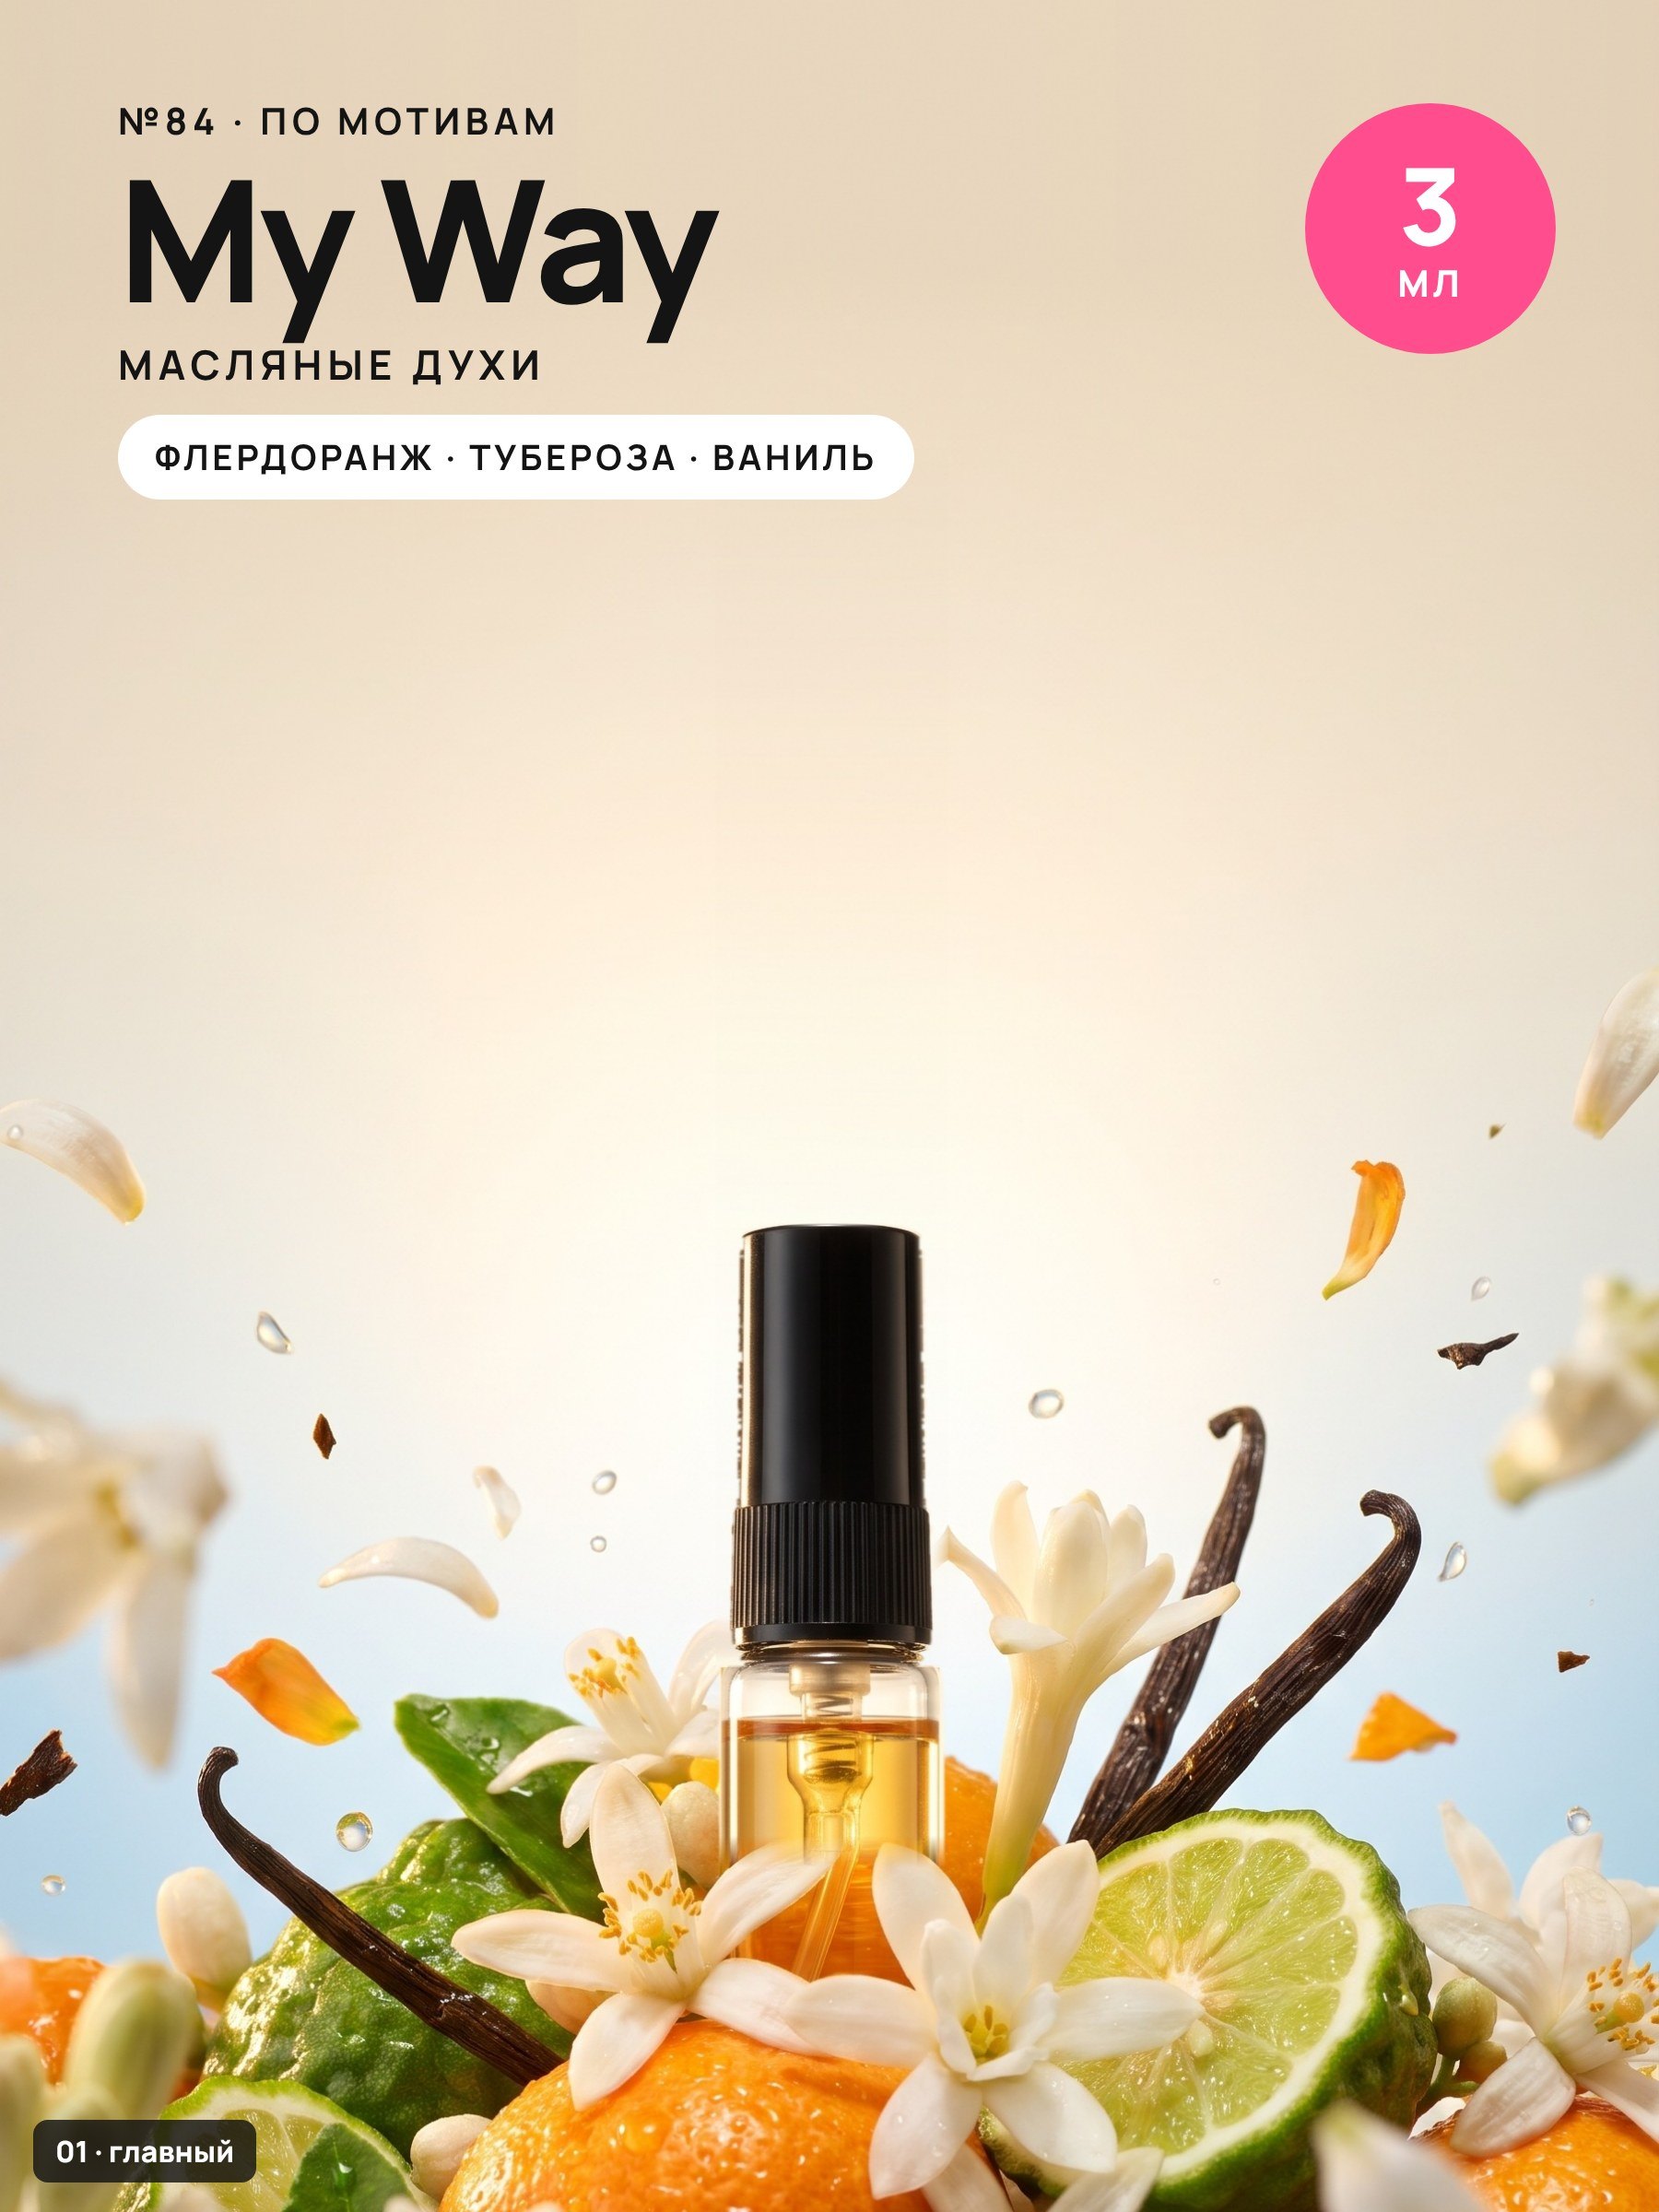 №84 · ПО МОТИВАМ
My Way
МАСЛЯНЫЕ ДУХИ
ФЛЕРДОРАНЖ · ТУБЕРОЗА · ВАНИЛЬ
3
МЛ
01 · главный